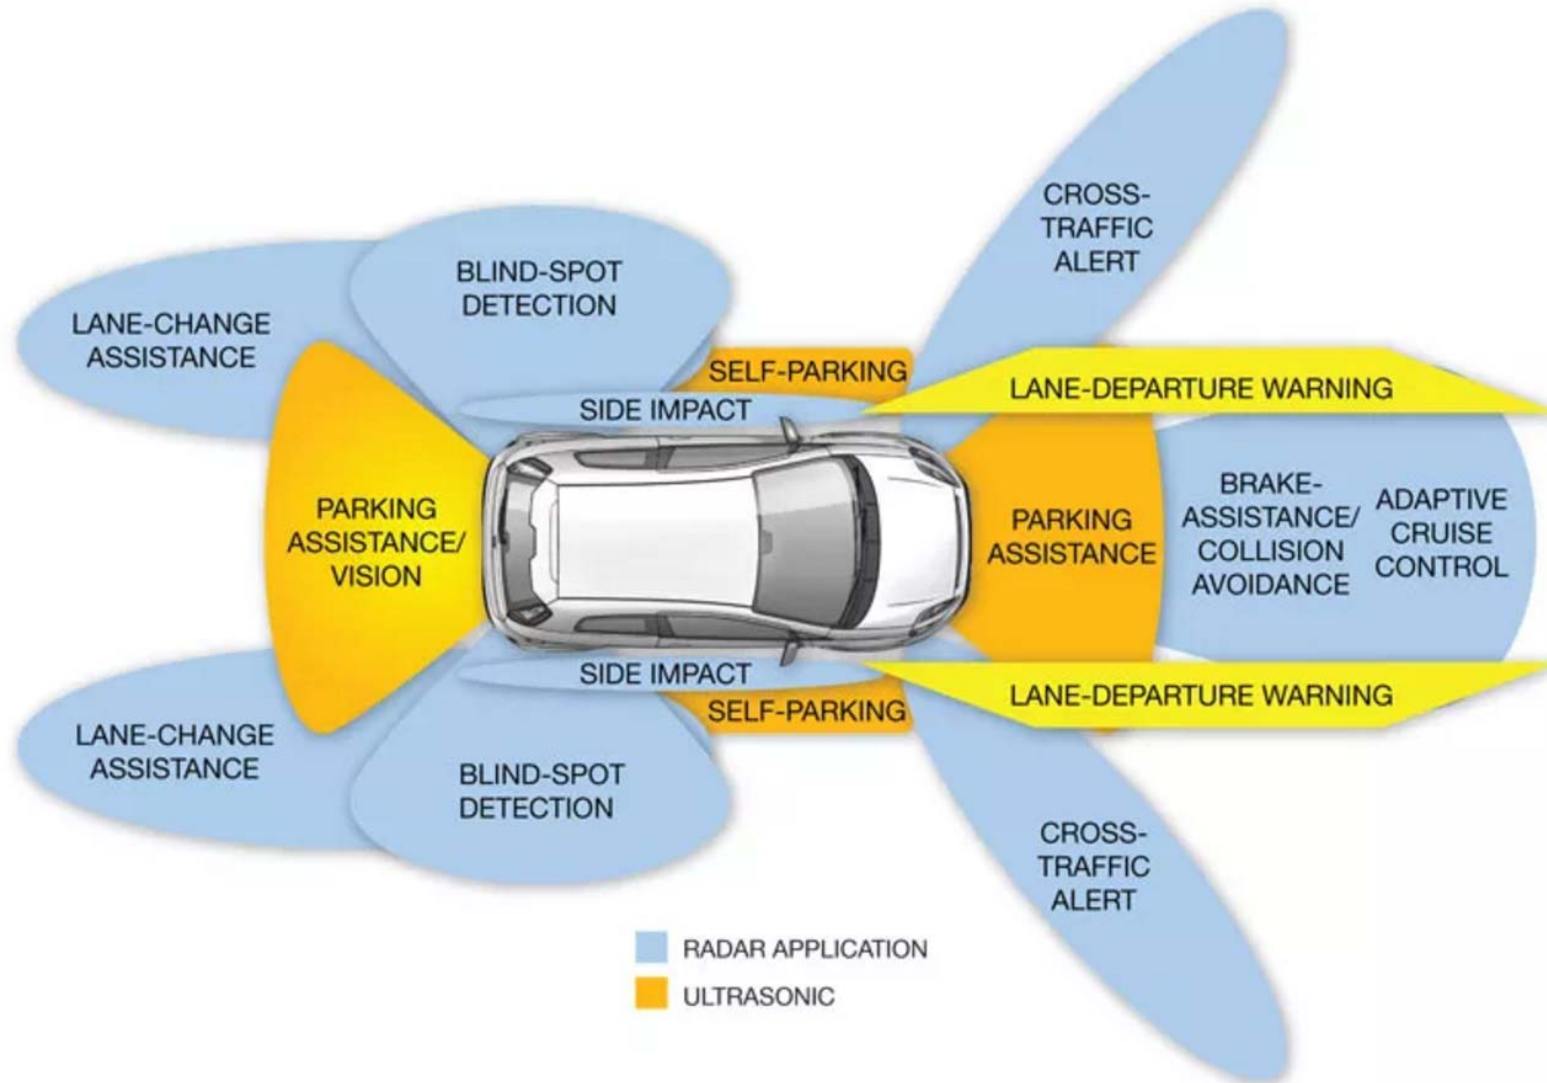 CROSS-
TRAFFIC
ALERT
BLIND-SPOT
DETECTION
LANE-CHANGE
ASSISTANCE
SELF-PARKING
LANE-DEPARTURE WARNING
SIDE IMPACT
PARKING
ASSISTANCE/
VISION
PARKING
ASSISTANCE
BRAKE-
ASSISTANCE/
COLLISION
AVOIDANCE
ADAPTIVE
CRUISE
CONTROL
SIDE IMPACT
SELF-PARKING
LANE-DEPARTURE WARNING
LANE-CHANGE
ASSISTANCE
BLIND-SPOT
DETECTION
CROSS-
TRAFFIC
ALERT
RADAR APPLICATION
ULTRASONIC